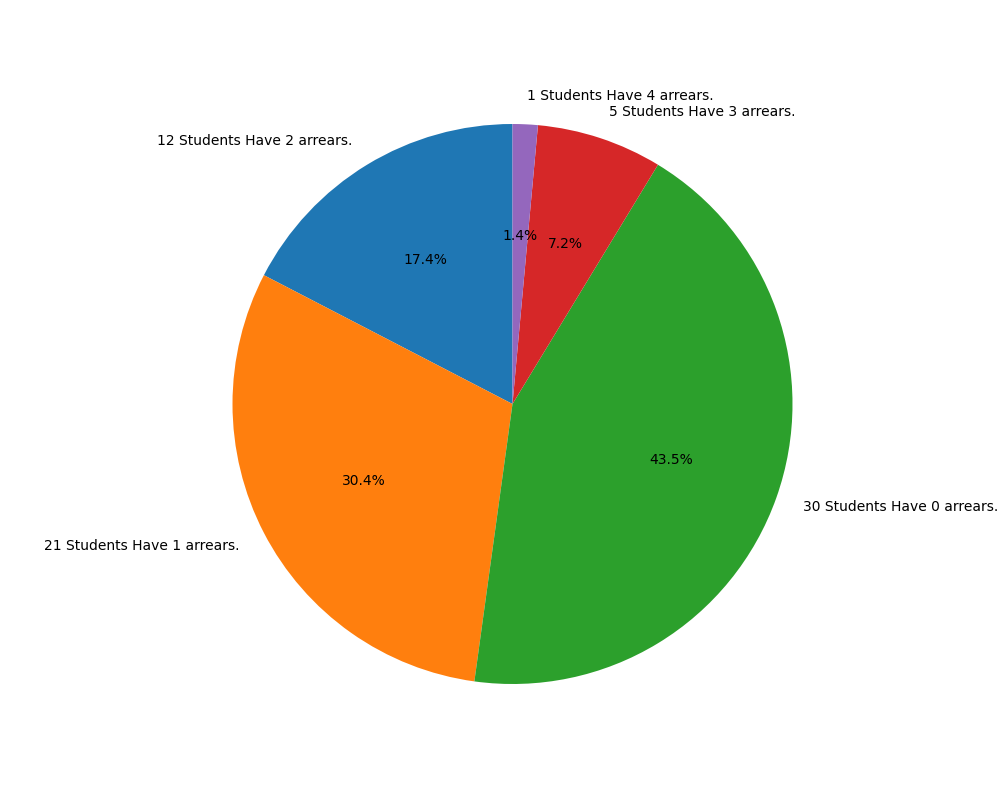 1 Students Have 4 arrears.
5 Students Have 3 arrears.
12 Students Have 2 arrears.
1.4%
7.2%
17.4%
43.5%
30.4%
30 Students Have 0 arrears.
21 Students Have 1 arrears.